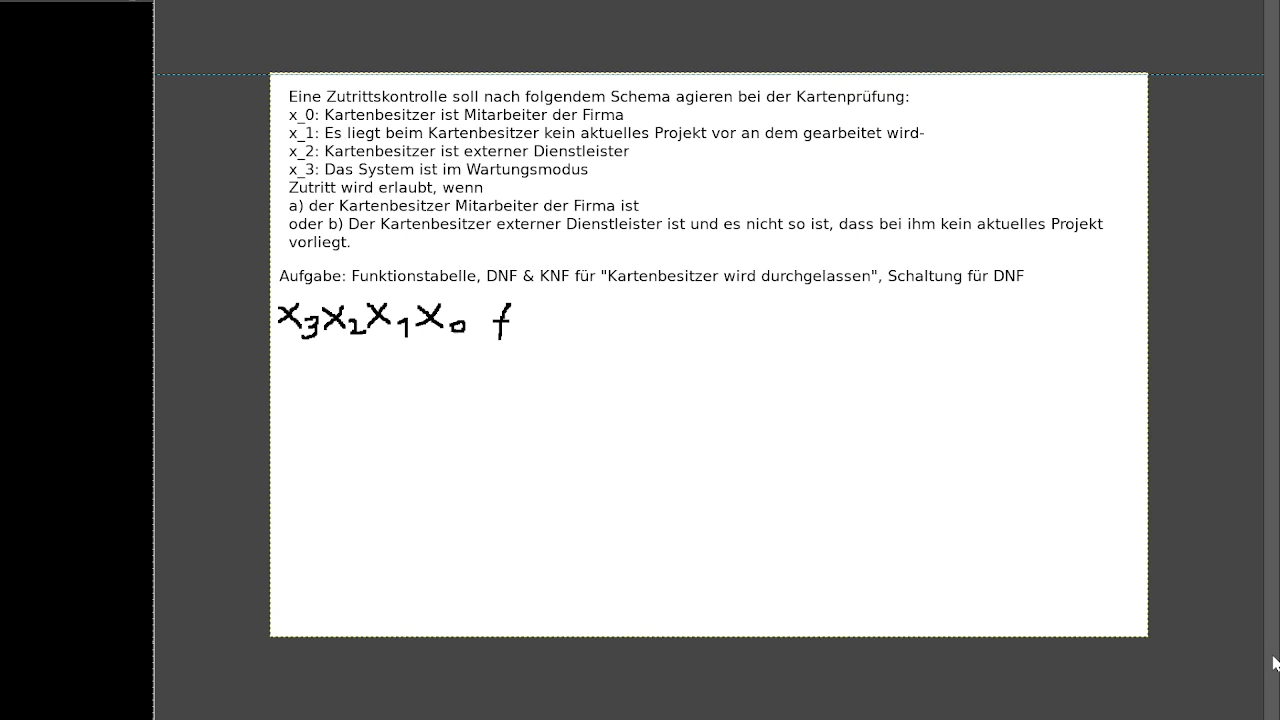 Eine Zutrittskontrolle soll nach folgendem Schema agieren bei der Kartenprüfung:
x_0: Kartenbesitzer ist Mitarbeiter der Firma
x_1: Es liegt beim Kartenbesitzer kein aktuelles Projekt vor an dem gearbeitet wird-
x_2: Kartenbesitzer ist externer Dienstleister
x_3: Das System ist im Wartungsmodus
Zutritt wird erlaubt, wenn
a) der Kartenbesitzer Mitarbeiter der Firma ist
oder b) Der Kartenbesitzer externer Dienstleister ist und es nicht so ist, dass bei ihm kein aktuelles Projekt
vorliegt.
Aufgabe: Funktionstabelle, DNF & KNF für "Kartenbesitzer wird durchgelassen", Schaltung für DNF
x₃x₂x₁x₀ f